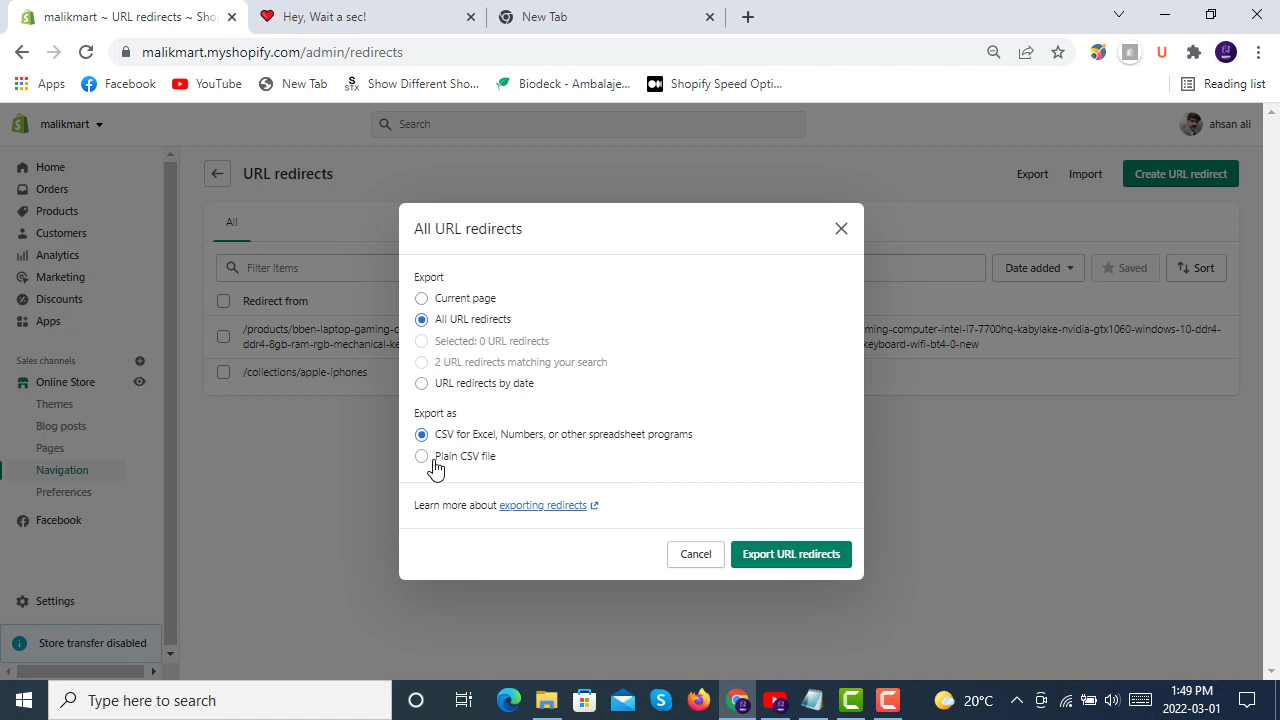 malikmart ~ URL redirects ~ Sho
Hey, Wait a sec!
New Tab
malikmart.myshopify.com/admin/redirects
Apps
Facebook
YouTube
New Tab
Show Different Sho...
Biodeck - Ambalaje...
Shopify Speed Opti...
Reading list
malikmart
Search
ahsan ali
Home
Orders
Products
Customers
Analytics
Marketing
Discounts
Apps
Sales channels
Online Store
Themes
Blog posts
Pages
Navigation
Preferences
Facebook
Settings
Store transfer disabled
URL redirects
Export
Import
Create URL redirect
All
Filter items
Date added
Saved
Sort
Redirect from
/products/bben-laptop-gaming-c
ddr4-8gb-ram-rgb-mechanical-ke
ming-computer-intel-i7-7700hq-kabylake-nvidia-gtx1060-windows-10-ddr4-
keyboard-wifi-bt4-0-new
/collections/apple-iphones
All URL redirects
Export
Current page
All URL redirects
Selected: 0 URL redirects
2 URL redirects matching your search
URL redirects by date
Export as
CSV for Excel, Numbers, or other spreadsheet programs
Plain CSV file
Learn more about exporting redirects
Cancel
Export URL redirects
Type here to search
20°C
1:49 PM
2022-03-01